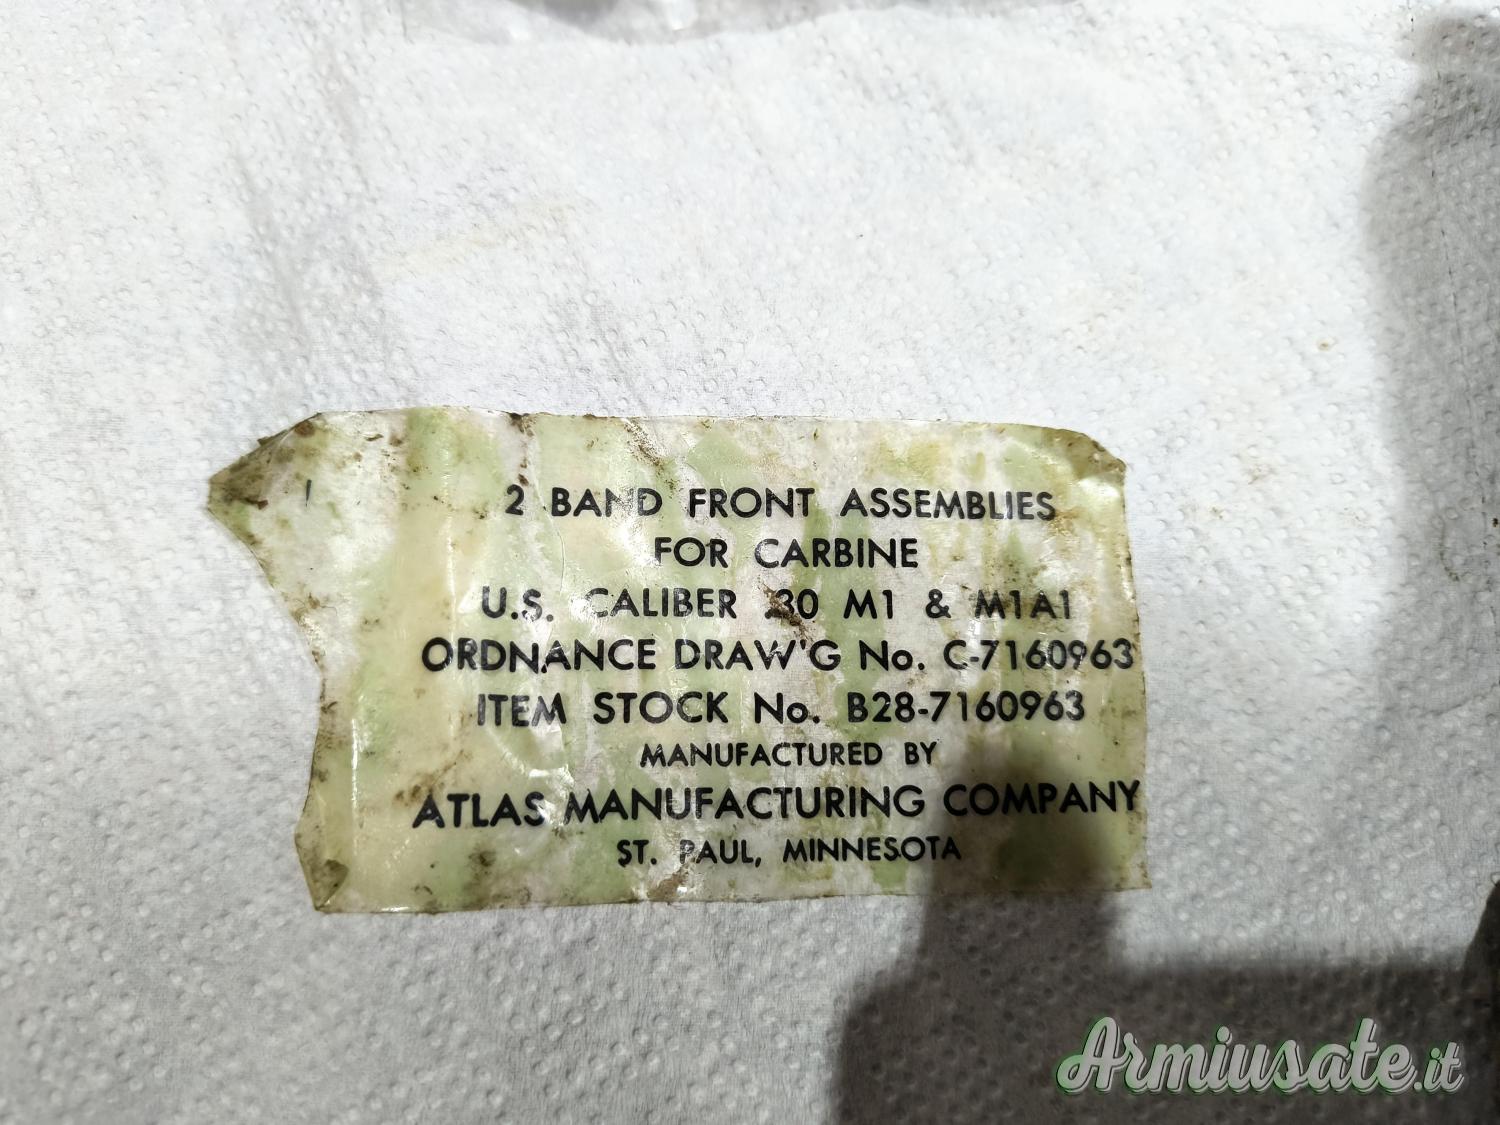 2 BAND FRONT ASSEMBLIES
FOR CARBINE
U.S. CALIBER .30 M1 & M1A1
ORDNANCE DRAW'G No. C-7160963
ITEM STOCK No. B28-7160963
MANUFACTURED BY
ATLAS MANUFACTURING COMPANY
ST. PAUL, MINNESOTA
Armiusate.it